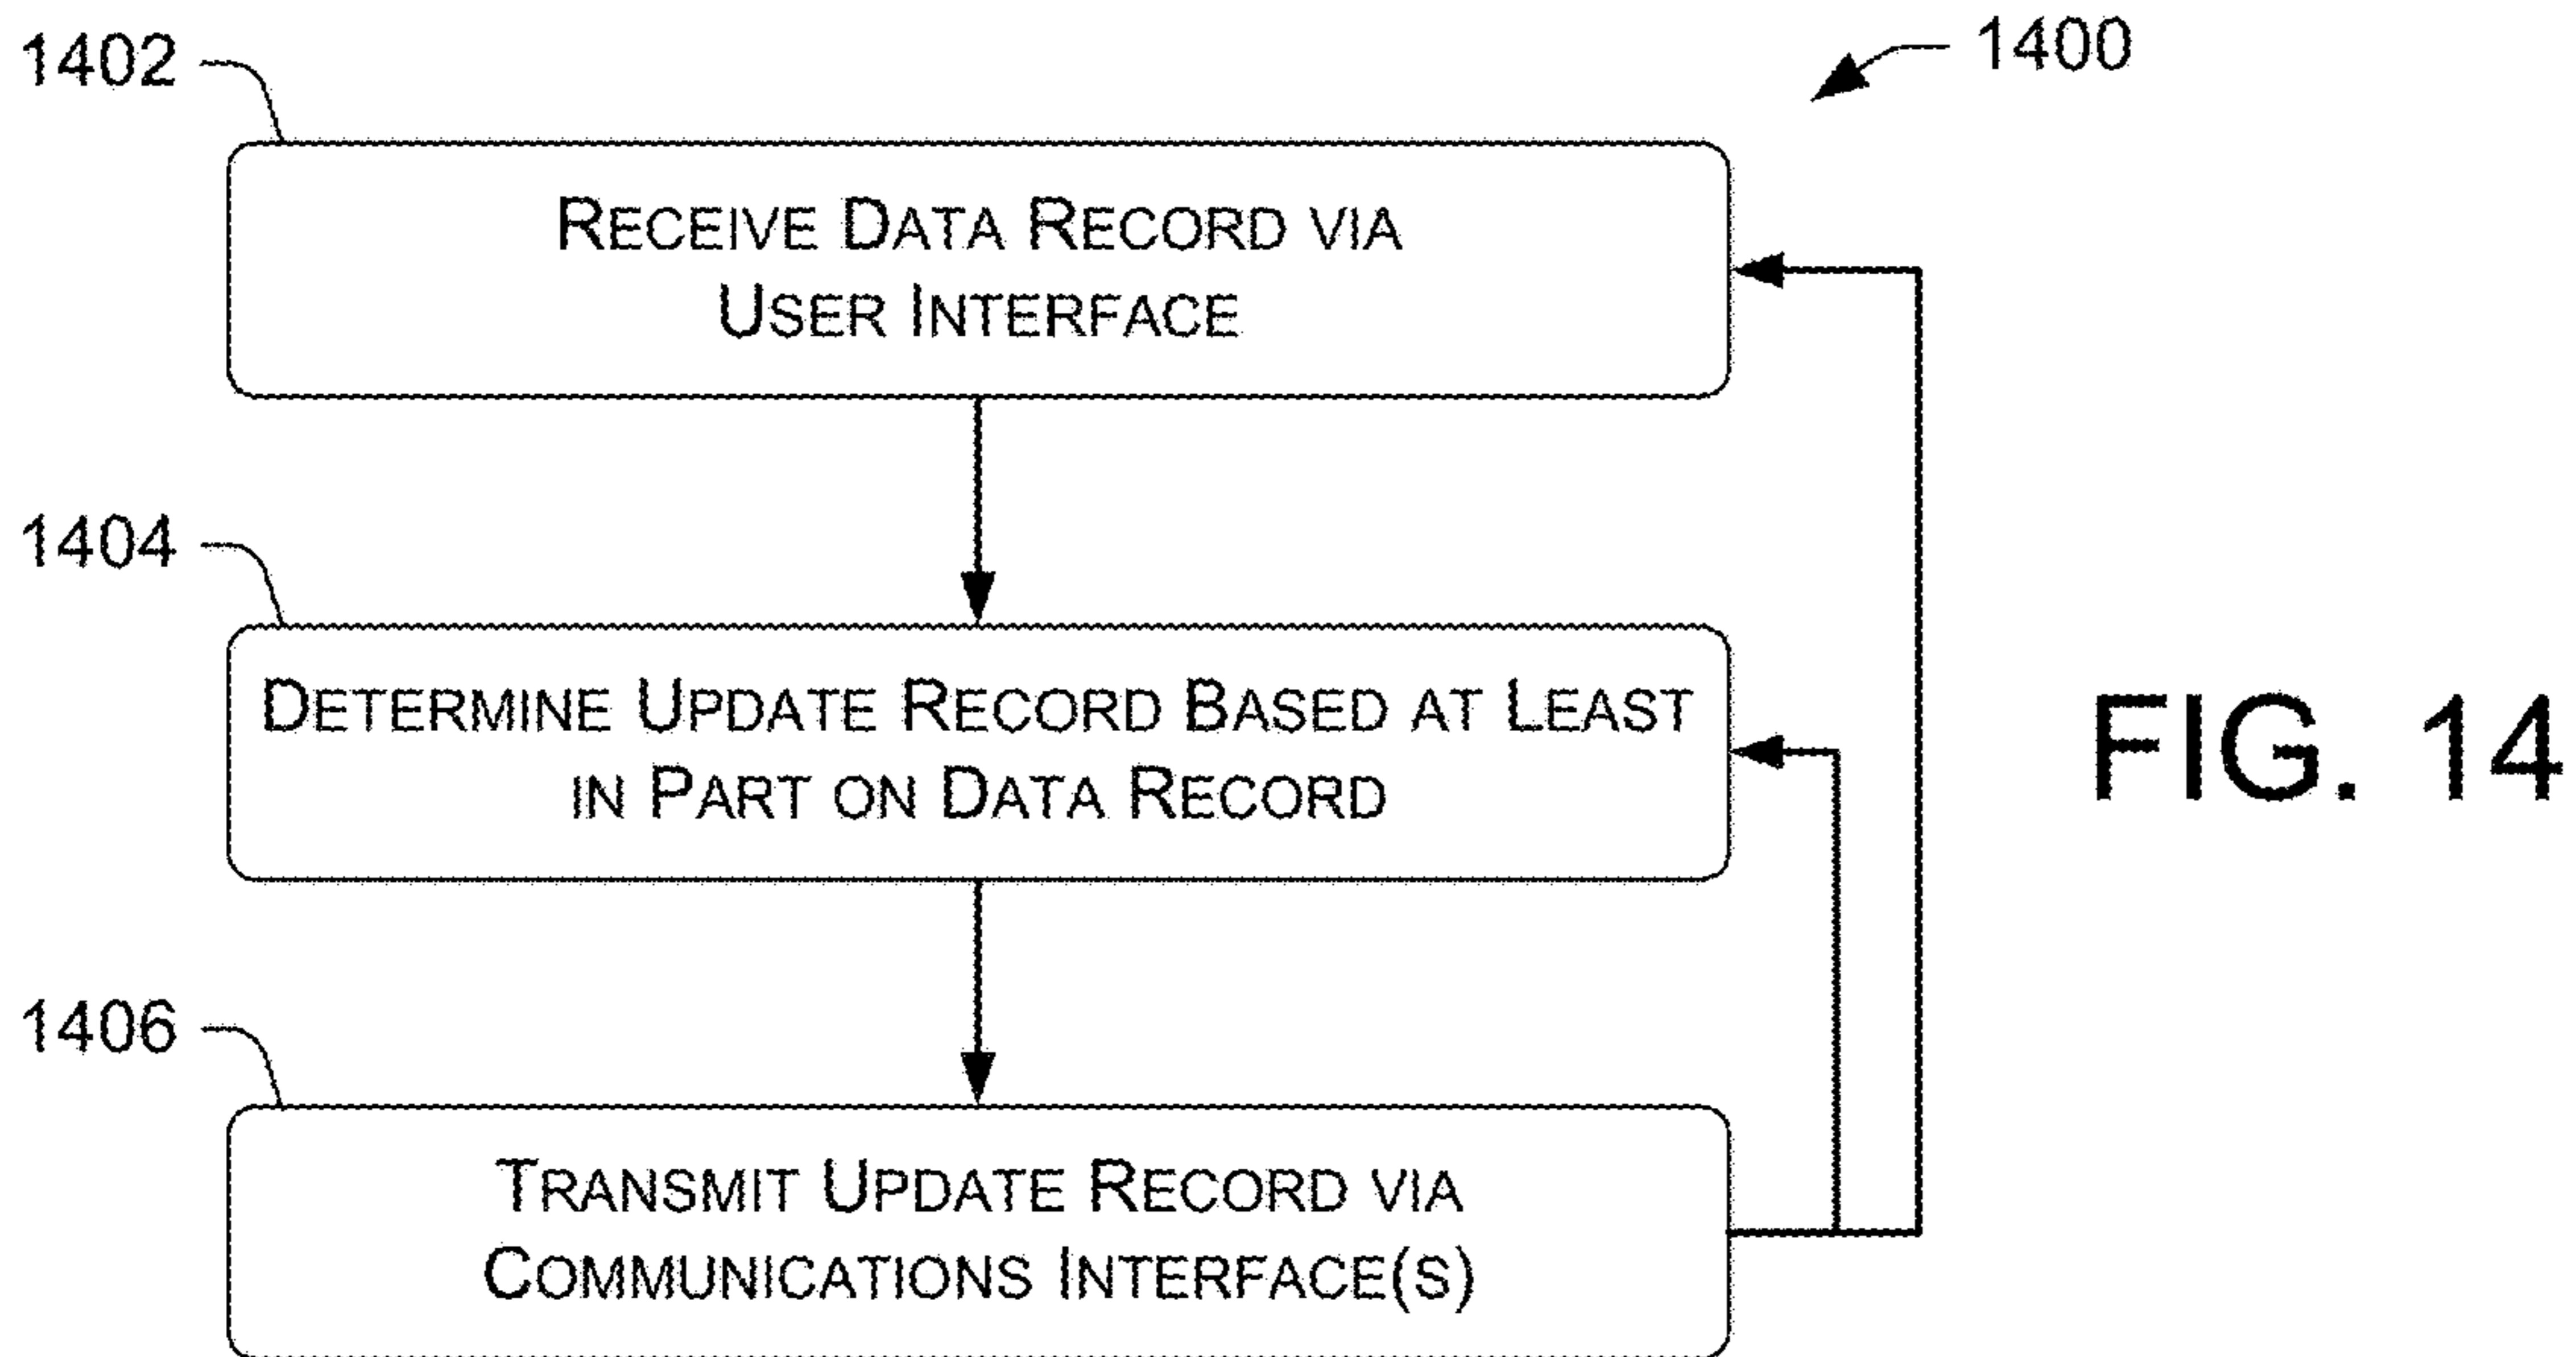 1402
1400
RECEIVE DATA RECORD VIA
USER INTERFACE
1404
DETERMINE UPDATE RECORD BASED AT LEAST
IN PART ON DATA RECORD
FIG. 14
1406
TRANSMIT UPDATE RECORD VIA
COMMUNICATIONS INTERFACE(S)